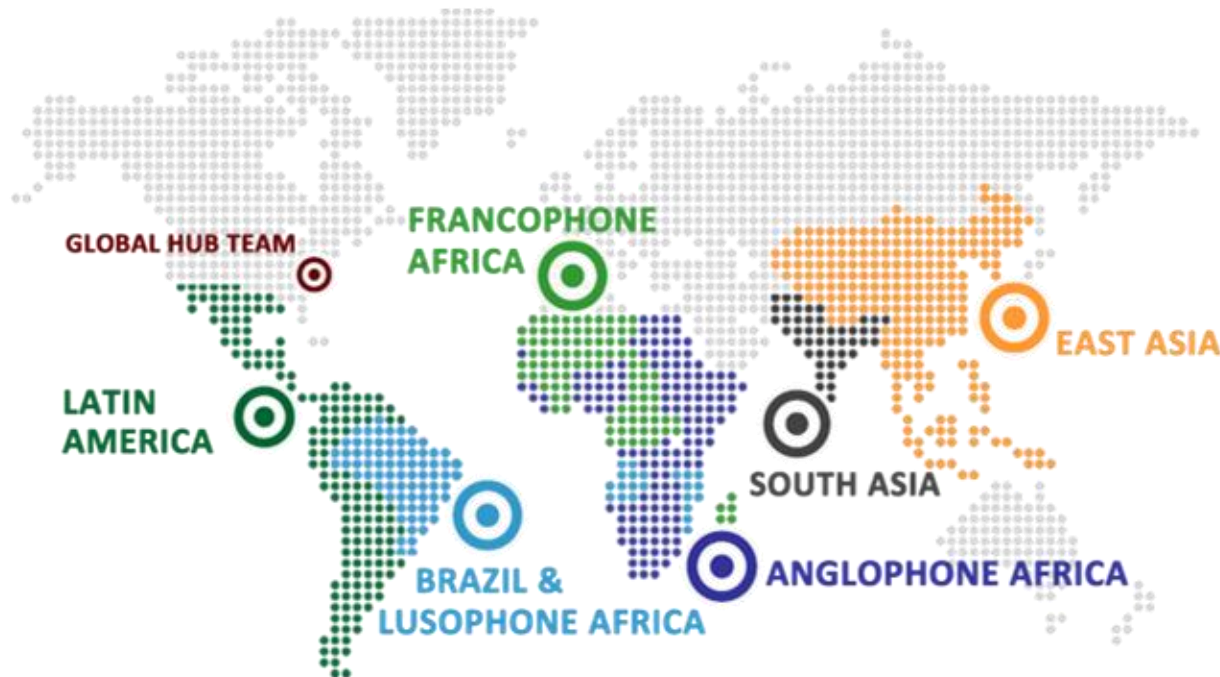 FRANCOPHONE
AFRICA
GLOBAL HUB TEAM
EAST ASIA
LATIN
AMERICA
SOUTH ASIA
BRAZIL &
LUSOPHONE AFRICA
ANGLOPHONE AFRICA